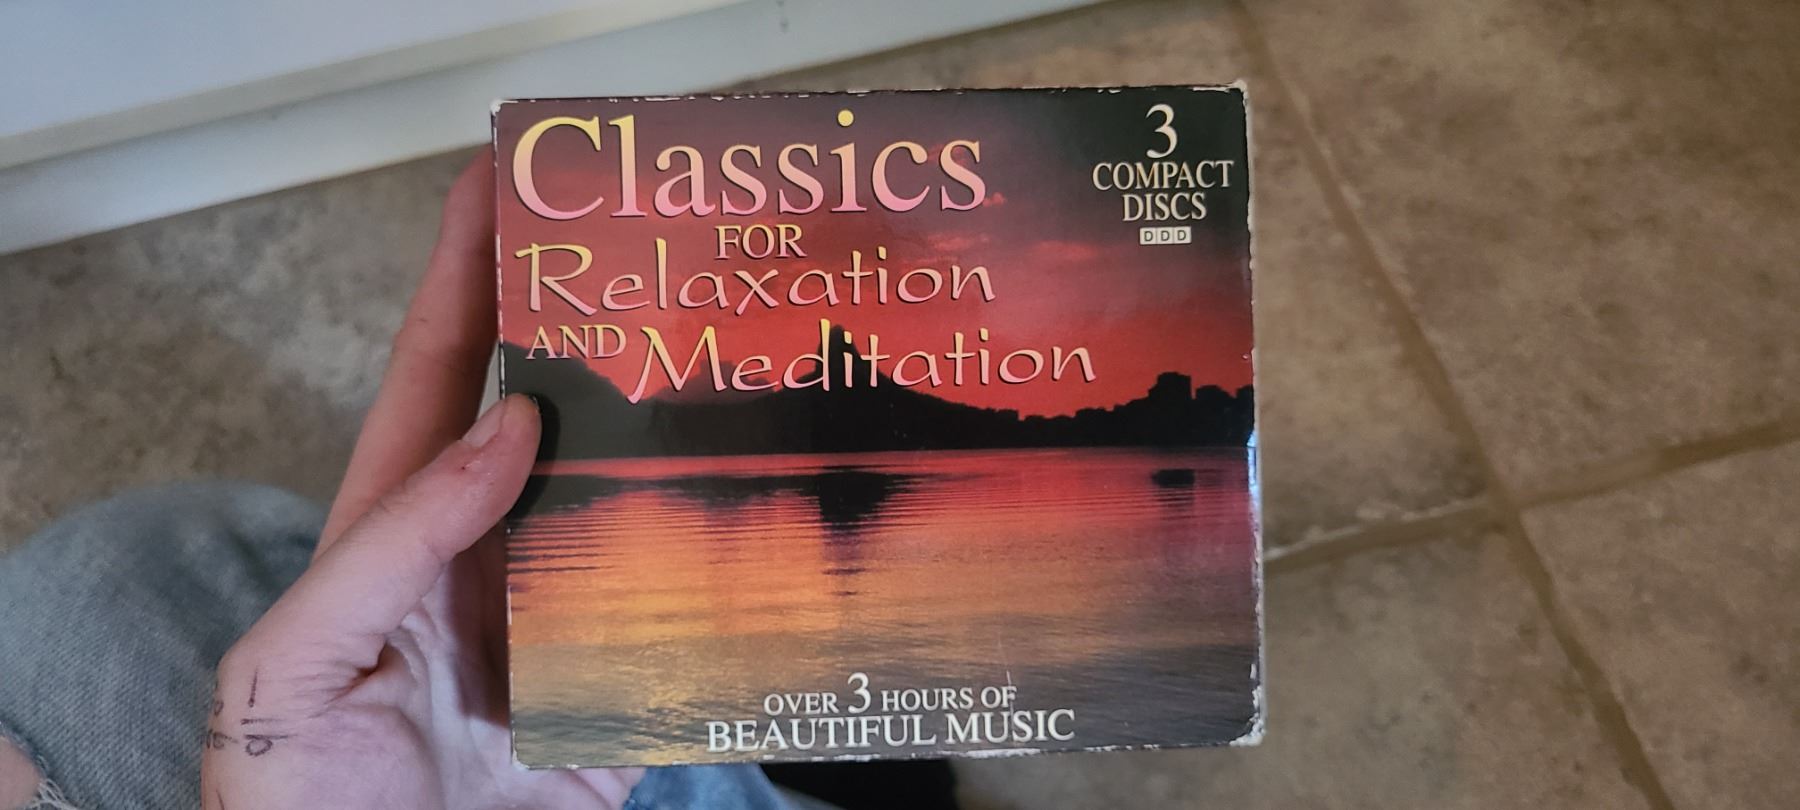 Classics
FOR
Relaxation
AND Meditation
3
COMPACT
DISCS
DDD
OVER 3 HOURS OF
BEAUTIFUL MUSIC